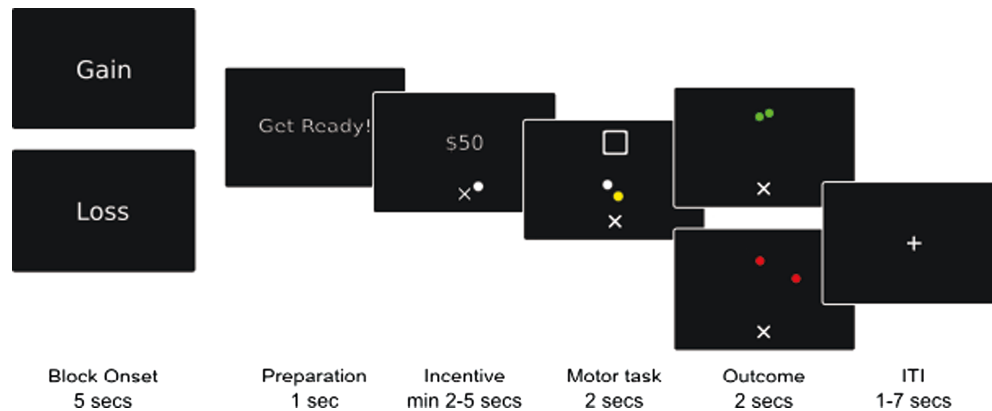 Gain
Loss
Get Ready!
$50
Block Onset
5 secs
Preparation
1 sec
Incentive
min 2-5 secs
Motor task
2 secs
Outcome
2 secs
ITI
1-7 secs